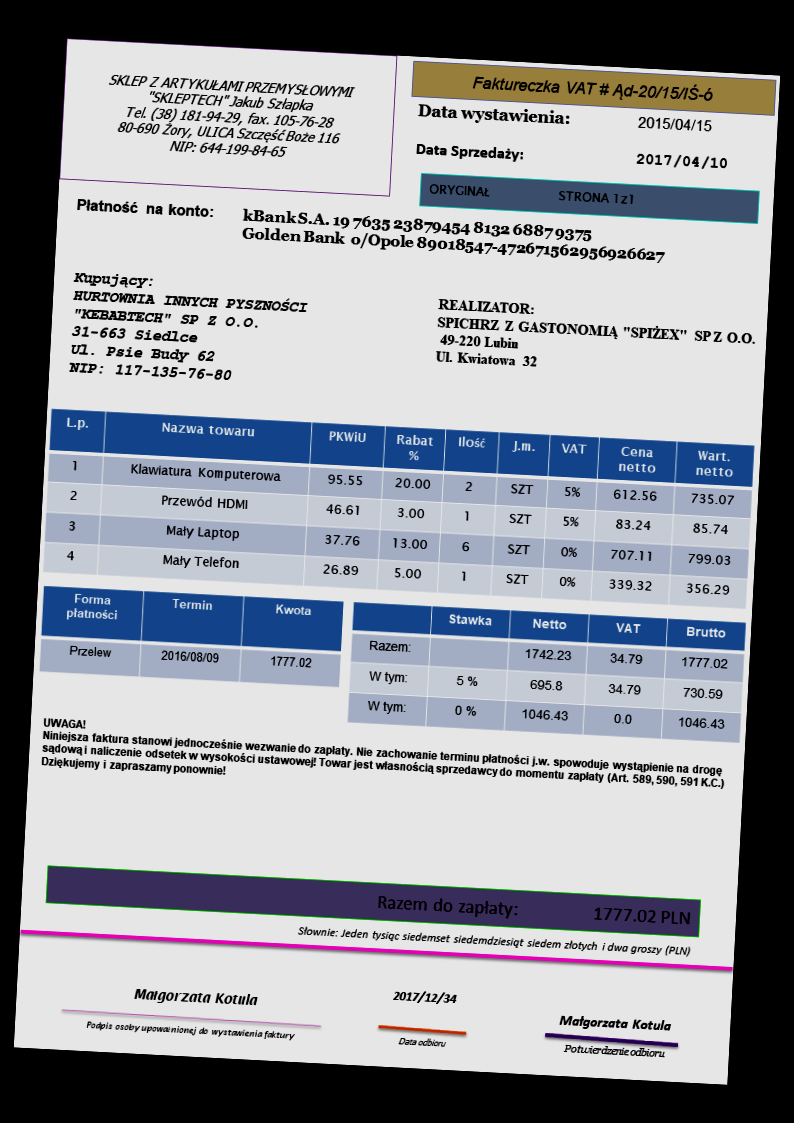 SKLEP Z ARTYKUŁAMI PRZEMYSŁOWYMI
"SKLEPTECH" Jakub Szłapka
Tel. (38) 181-94-29, fax. 105-76-28
80-690 Żory, ULICA Szczęść Boże 116
NIP: 644-199-84-65
Faktureczka VAT # Ąd-20/15/IŚ-ó
Data wystawienia: 2015/04/15
Data Sprzedaży: 2017/04/10
ORYGINAŁ STRONA 1 z 1
Płatność na konto: kBank S.A. 19 7635 23879454 8132 6887 9375
Golden Bank o/Opole 89018547-472671562956926627
Kupujący:
HURTOWNIA INNYCH PYSZNOŚCI
"KEBABTECH" SP Z O.O.
31-663 Siedlce
Ul. Psie Budy 62
NIP: 117-135-76-80
REALIZATOR:
SPICHRZ Z GASTONOMIĄ "SPIŻEX" SP Z O.O.
49-220 Lubin
Ul. Kwiatowa 32
L.p. Nazwa towaru PKWiU Rabat % Ilość J.m. VAT Cena netto Wart. netto
1 Klawiatura Komputerowa 95.55 20.00 2 SZT 5% 612.56 735.07
2 Przewód HDMI 46.61 3.00 1 SZT 5% 83.24 85.74
3 Mały Laptop 37.76 13.00 6 SZT 0% 707.11 799.03
4 Mały Telefon 26.89 5.00 1 SZT 0% 339.32 356.29
Forma płatności Termin Kwota
Przelew 2016/08/09 1777.02
Stawka Netto VAT Brutto
Razem: 1742.23 34.79 1777.02
W tym: 5 % 695.8 34.79 730.59
W tym: 0 % 1046.43 0.0 1046.43
UWAGA!
Niniejsza faktura stanowi jednocześnie wezwanie do zapłaty. Nie zachowanie terminu płatności j.w. spowoduje wystąpienie na drogę
sądową i naliczenie odsetek w wysokości ustawowej! Towar jest własnością sprzedawcy do momentu zapłaty (Art. 589, 590, 591 K.C.)
Dziękujemy i zapraszamy ponownie!
Razem do zapłaty: 1777.02 PLN
Słownie: Jeden tysiąc siedemset siedemdziesiąt siedem złotych i dwa groszy (PLN)
Małgorzata Kotula
Podpis osoby upoważnionej do wystawienia faktury
2017/12/34
Data odbioru
Małgorzata Kotula
Potwierdzenie odbioru